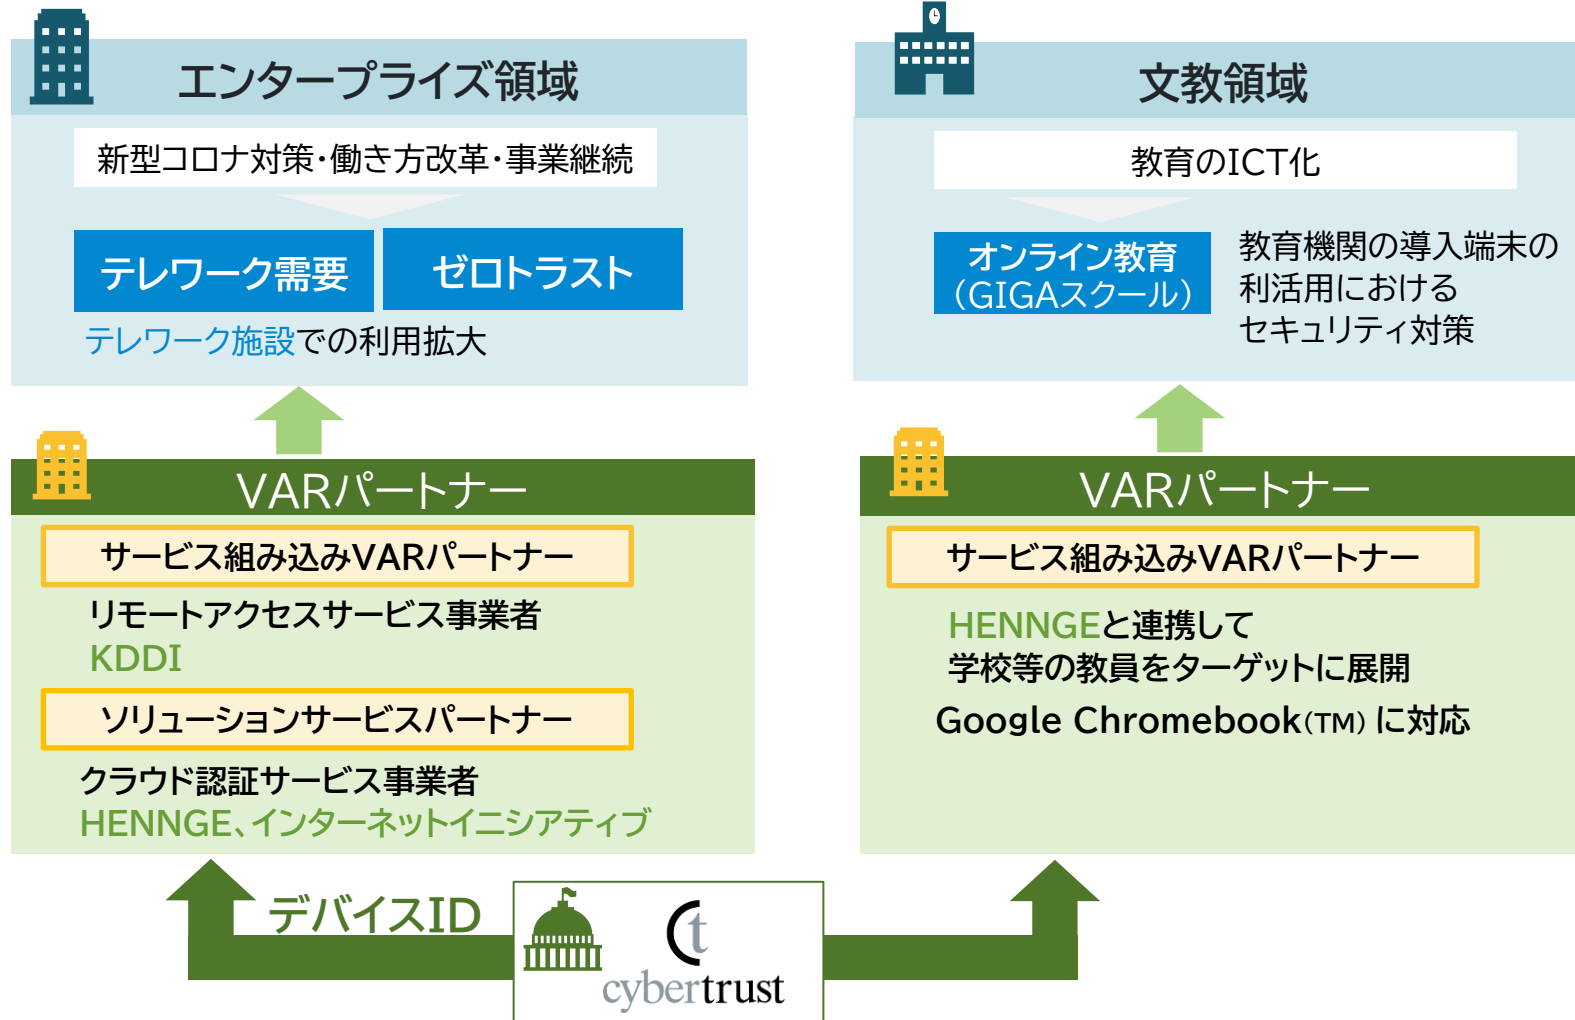 エンタープライズ領域
新型コロナ対策・働き方改革・事業継続
テレワーク需要
ゼロトラスト
テレワーク施設での利用拡大
文教領域
教育のICT化
オンライン教育
（GIGAスクール）
教育機関の導入端末の
利活用における
セキュリティ対策
VARパートナー
サービス組み込みVARパートナー
リモートアクセスサービス事業者
KDDI
ソリューションサービスパートナー
クラウド認証サービス事業者
HENNGE、インターネットイニシアティブ
VARパートナー
サービス組み込みVARパートナー
HENNGEと連携して
学校等の教員をターゲットに展開
Google Chromebook(TM) に対応
デバイスID
Ct
cybertrust